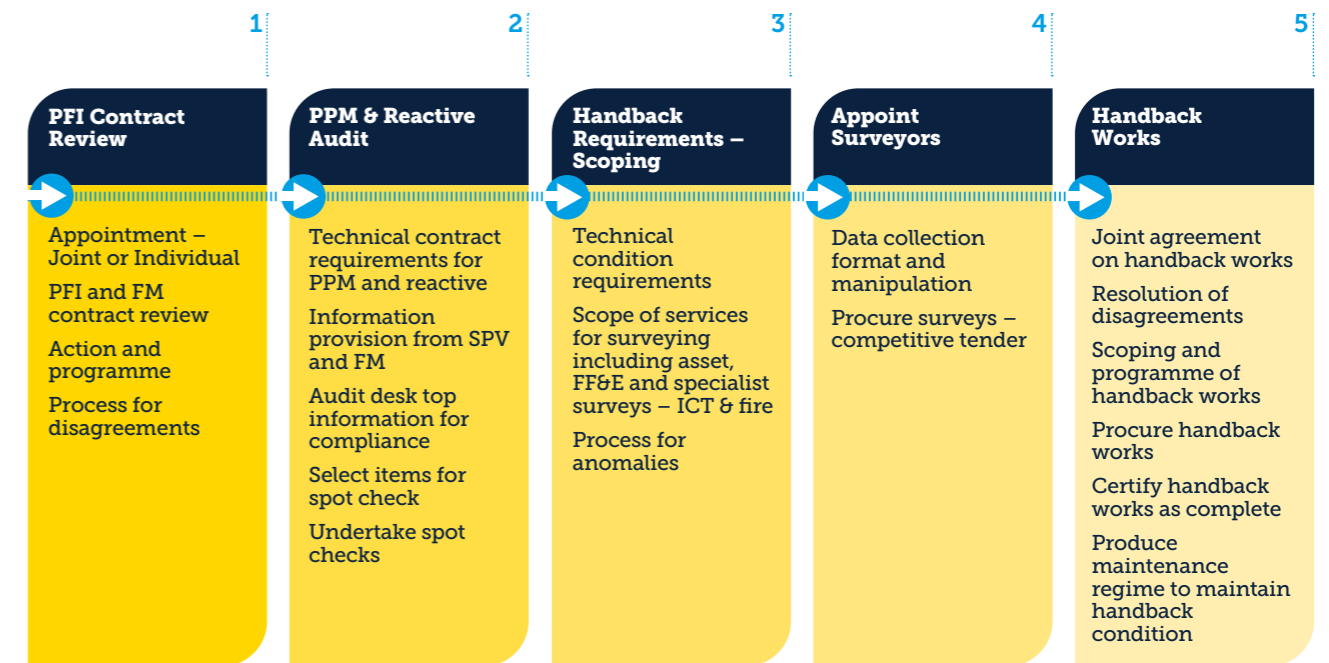 1
PFI Contract
Review
Appointment –
Joint or Individual
PFI and FM
contract review
Action and
programme
Process for
disagreements
2
PPM & Reactive
Audit
Technical contract
requirements for
PPM and reactive
Information
provision from SPV
and FM
Audit desk top
information for
compliance
Select items for
spot check
Undertake spot
checks
3
Handback
Requirements –
Scoping
Technical
condition
requirements
Scope of services
for surveying
including asset,
FF&E and specialist
surveys – ICT & fire
Process for
anomalies
4
Appoint
Surveyors
Data collection
format and
manipulation
Procure surveys –
competitive tender
5
Handback
Works
Joint agreement
on handback works
Resolution of
disagreements
Scoping and
programme of
handback works
Procure handback
works
Certify handback
works as complete
Produce
maintenance
regime to maintain
handback
condition